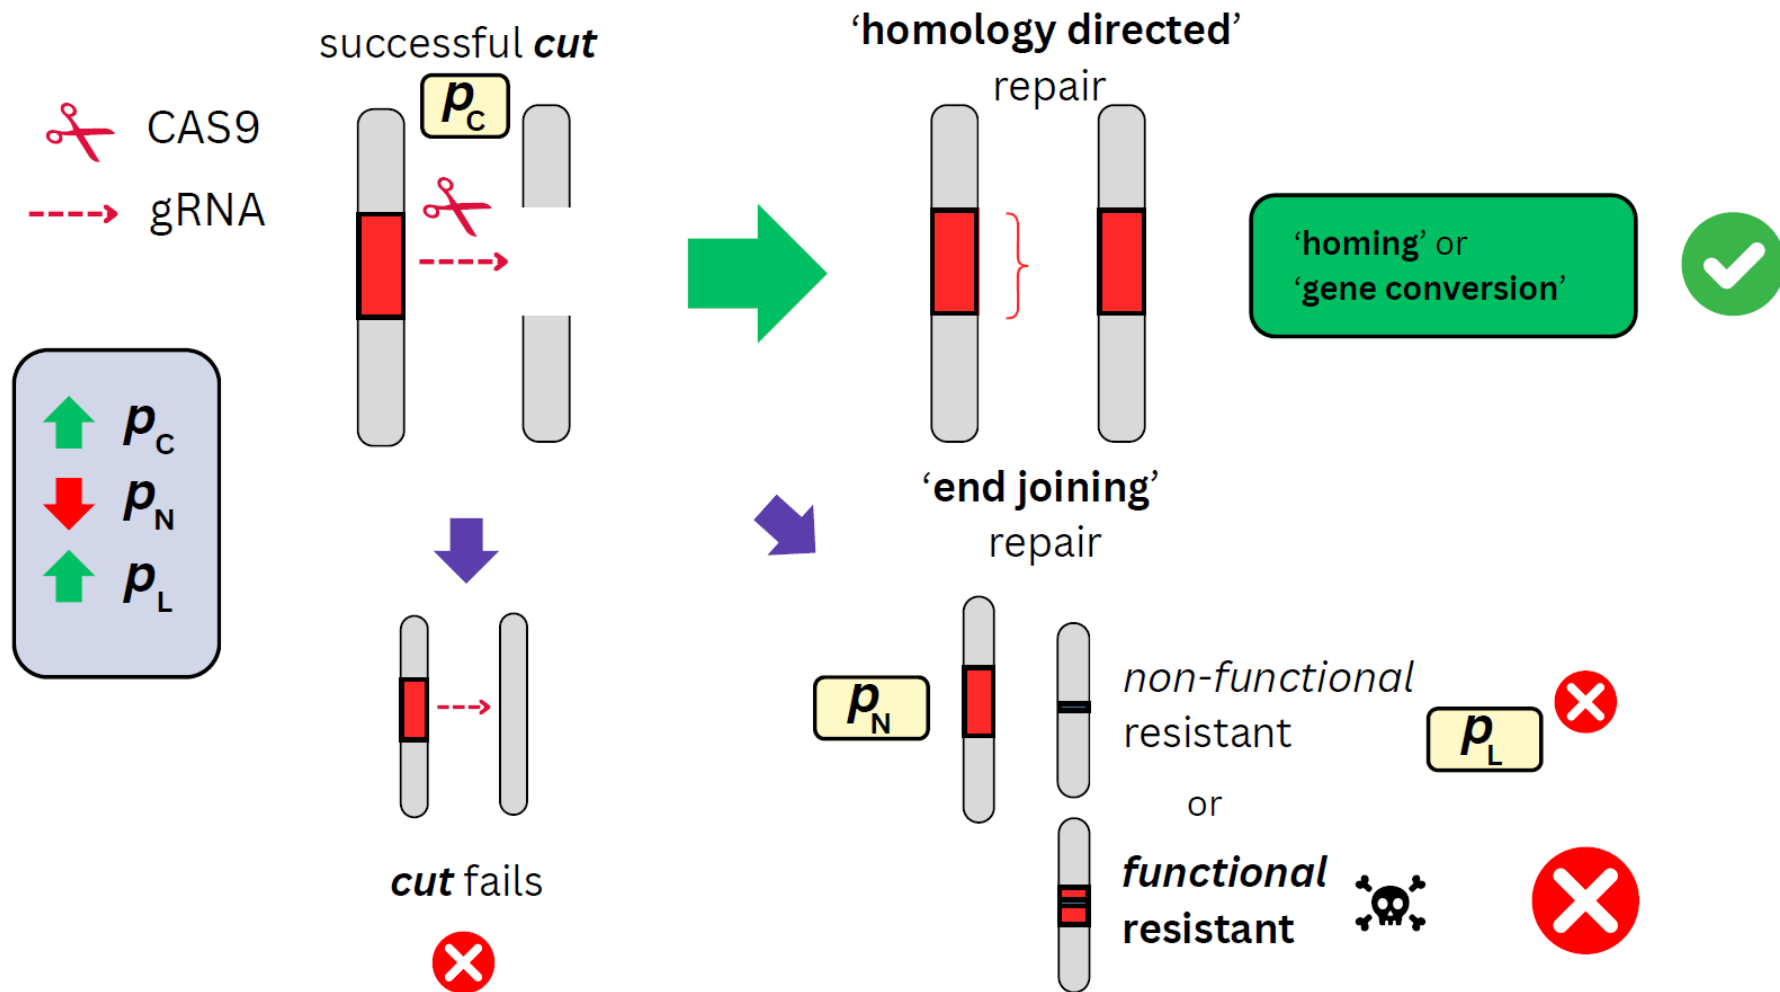 successful cut
p_C
CAS9
gRNA
‘homology directed’
repair
‘homing’ or
‘gene conversion’
p_C
p_N
p_L
‘end joining’
repair
cut fails
p_N
non-functional
resistant
p_L
or
functional
resistant